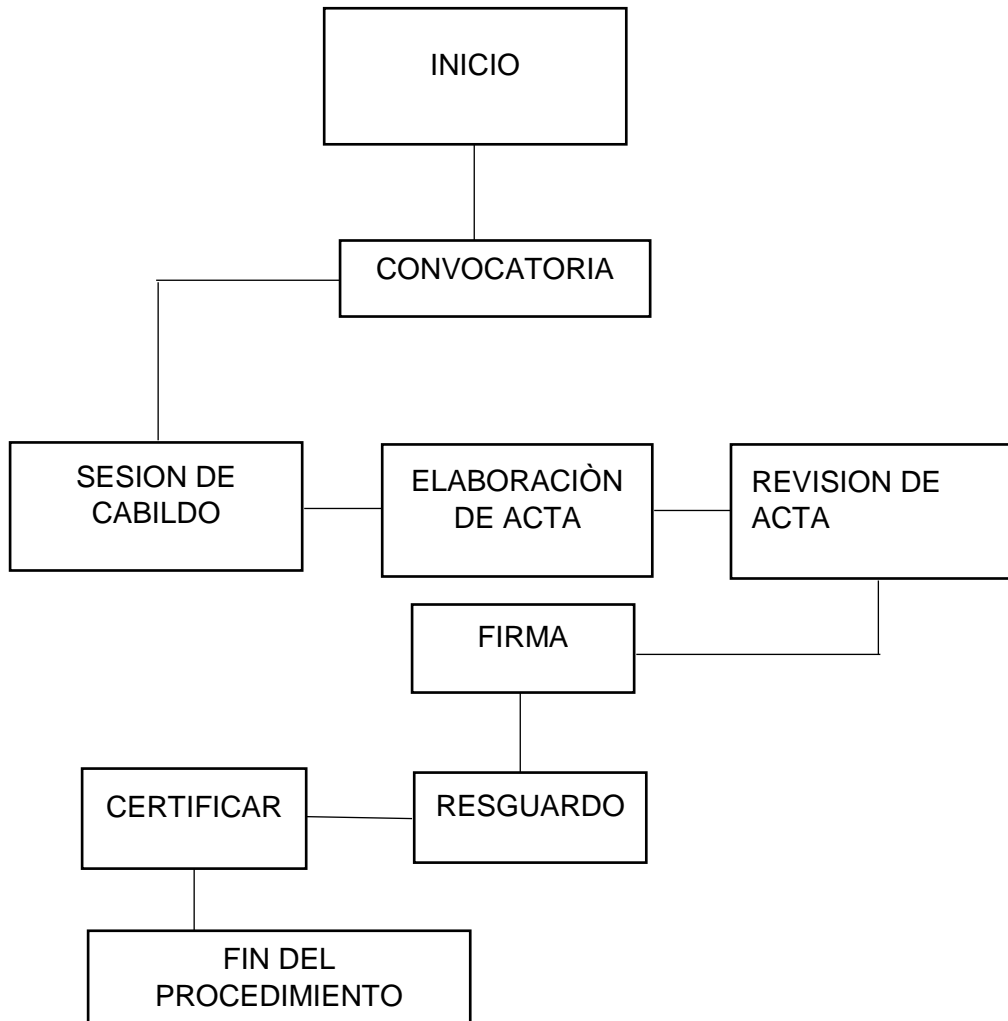 INICIO
CONVOCATORIA
SESION DE
CABILDO
ELABORACIÒN
DE ACTA
REVISION DE
ACTA
FIRMA
RESGUARDO
CERTIFICAR
FIN DEL
PROCEDIMIENTO